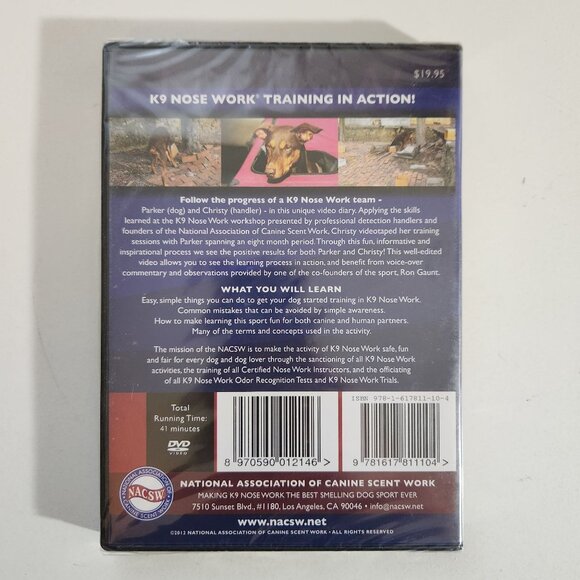 $19.95
K9 NOSE WORK® TRAINING IN ACTION!
Follow the progress of a K9 Nose Work team -
Parker (dog) and Christy (handler) - in this unique video diary. Applying the skills
learned at the K9 Nose Work workshop presented by professional detection handlers and
founders of the National Association of Canine Scent Work, Christy videotaped her training
sessions with Parker spanning an eight month period. Through this fun, informative and
inspirational process we see the positive results for both Parker and Christy! This well-edited
video allows you to see the learning process in action, and benefit from voice-over
commentary and observations provided by one of the co-founders of the sport, Ron Gaunt.
WHAT YOU WILL LEARN
Easy, simple things you can do to get your dog started training in K9 Nose Work.
Common mistakes that can be avoided by simple awareness.
How to make learning this sport fun for both canine and human partners.
Many of the terms and concepts used in the activity.
The mission of the NACSW is to make the activity of K9 Nose Work safe, fun
and fair for every dog and dog lover through the sanctioning of all K9 Nose Work
activities, the training of all Certified Nose Work Instructors, and the officiating
of all K9 Nose Work Odor Recognition Tests and K9 Nose Work Trials.
Total
Running Time:
41 minutes
DVD
VIDEO
8 970590 012146 >
ISBN 978-1-617811-10-4
9 781617 811104 >
NATIONAL ASSOCIATION OF
NACSW
CANINE SCENT WORK
NATIONAL ASSOCIATION OF CANINE SCENT WORK
MAKING K9 NOSE WORK THE BEST SMELLING DOG SPORT EVER
7510 Sunset Blvd., #1180, Los Angeles, CA 90046 • info@nacsw.net
www.nacsw.net
©2012 NATIONAL ASSOCIATION OF CANINE SCENT WORK • ALL RIGHTS RESERVED